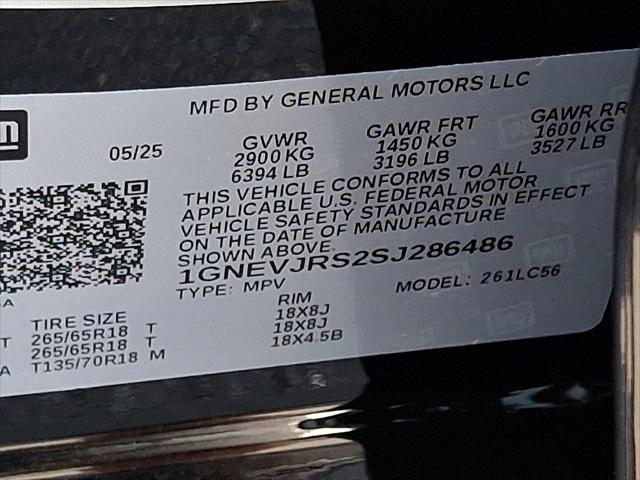 MFD BY GENERAL MOTORS LLC
m
05/25
GVWR
2900 KG
6394 LB
GAWR FRT
1450 KG
3196 LB
GAWR RR
1600 KG
3527 LB
THIS VEHICLE CONFORMS TO ALL
APPLICABLE U.S. FEDERAL MOTOR
VEHICLE SAFETY STANDARDS IN EFFECT
ON THE DATE OF MANUFACTURE
SHOWN ABOVE.
1GNEVJRS2SJ286486
TYPE: MPV
MODEL: 261LC56
A
TIRE SIZE
RIM
T 265/65R18 T 18X8J
265/65R18 T 18X8J
A T135/70R18 M 18X4.5B